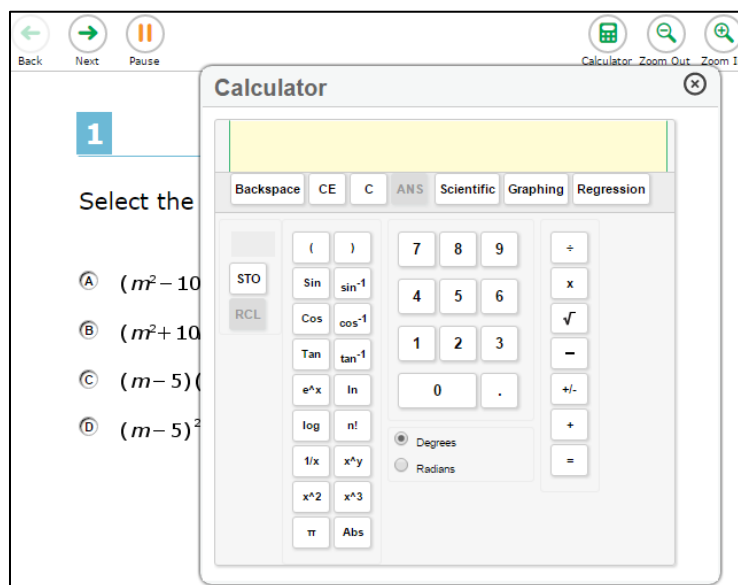 Back Next Pause Calculator Zoom Out Zoom I
Calculator
1
Backspace CE C ANS Scientific Graphing Regression
Select the
( ) 7 8 9 ÷
STO Sin sin-1 4 5 6 x
RCL Cos cos-1 √
Tan tan-1 1 2 3 −
e^x ln 0 . +/-
log n! +
Degrees
1/x x^y =
Radians
x^2 x^3
π Abs
A (m²−10
B (m²+10
C (m−5)(
D (m−5)²